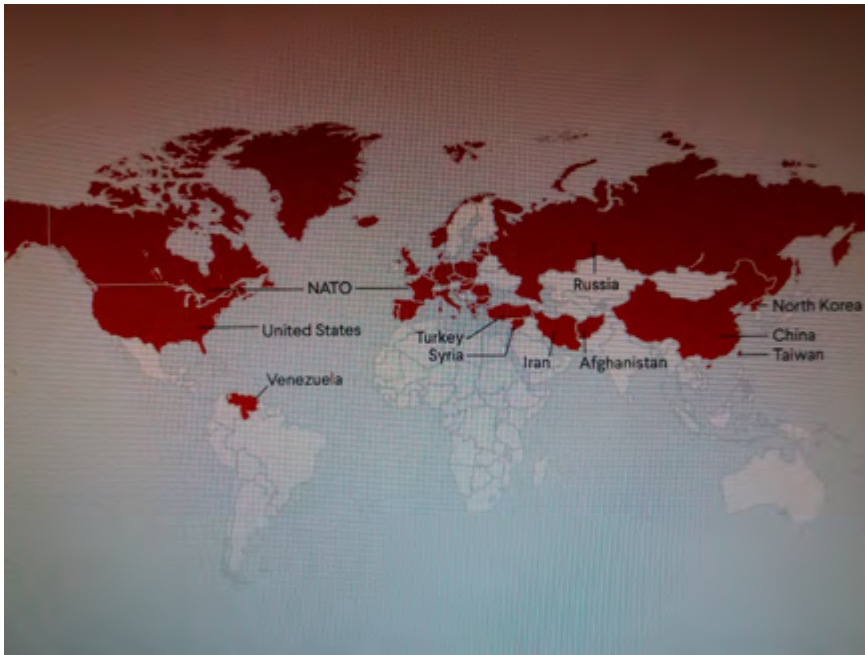 NATO
Russia
North Korea
United States
Turkey
China
Syria
Iran
Afghanistan
Taiwan
Venezuela